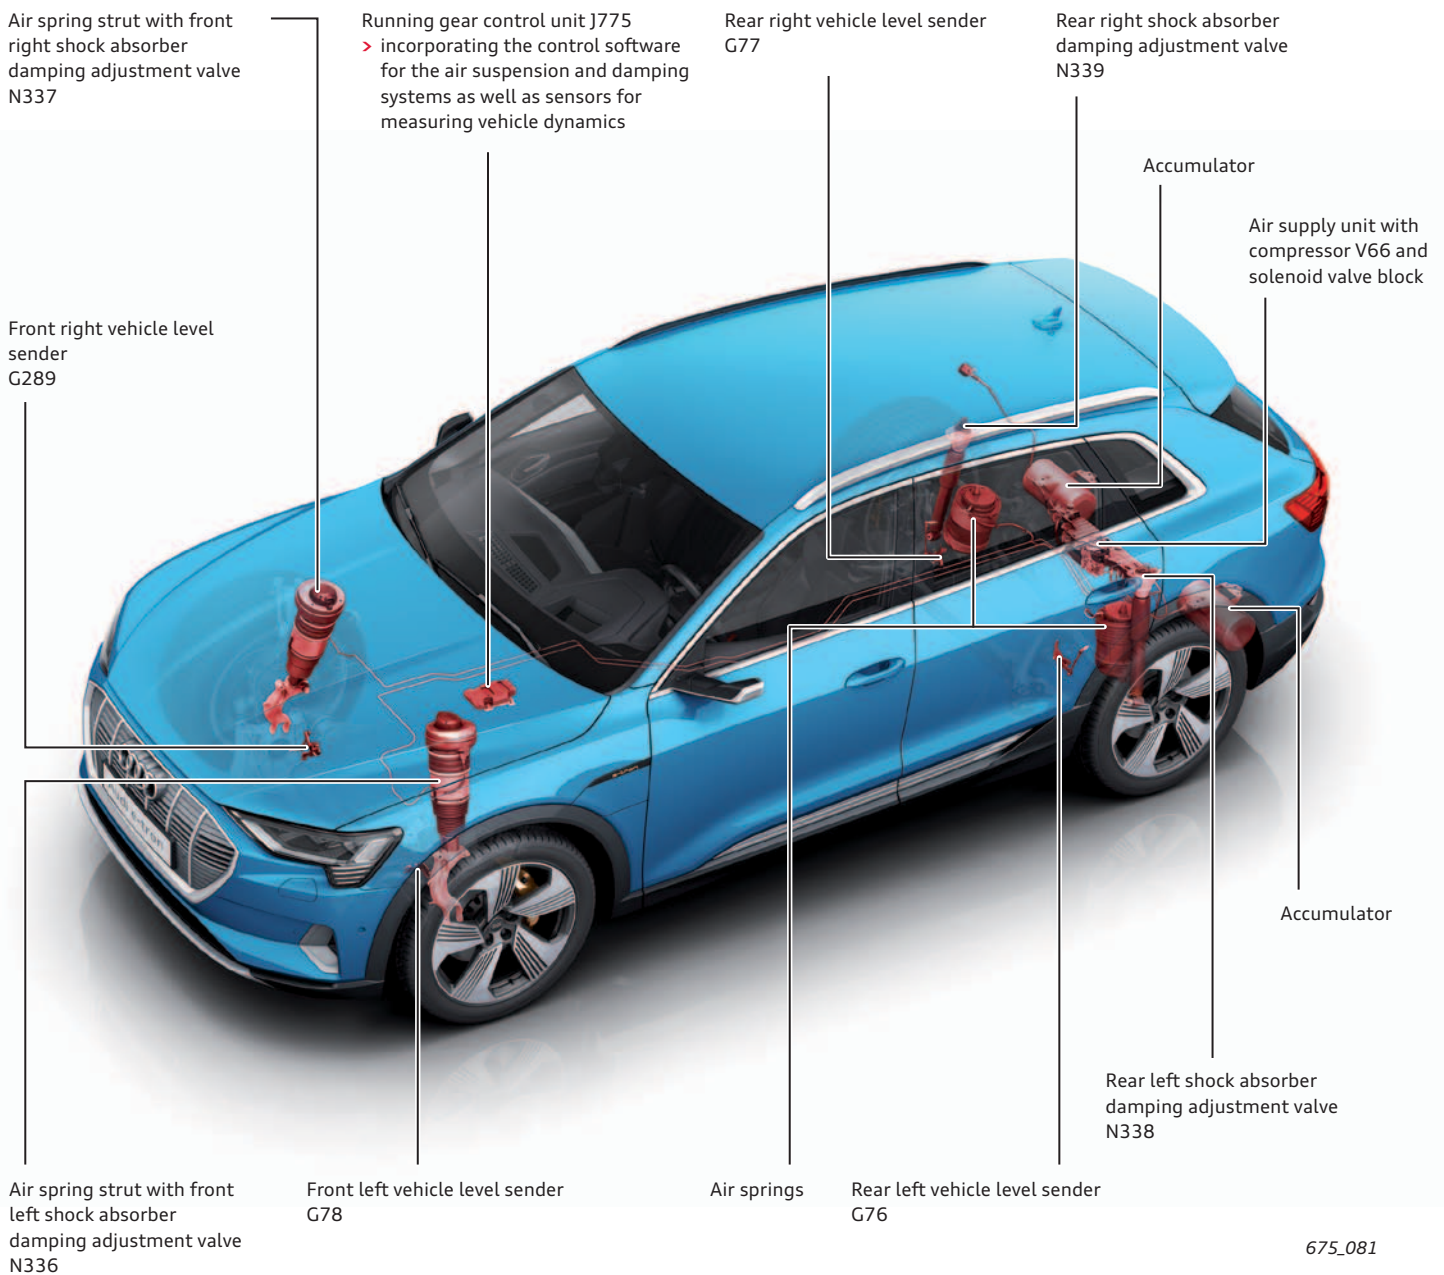 Air spring strut with front
right shock absorber
damping adjustment valve
N337
Running gear control unit J775
> incorporating the control software
for the air suspension and damping
systems as well as sensors for
measuring vehicle dynamics
Rear right vehicle level sender
G77
Rear right shock absorber
damping adjustment valve
N339
Accumulator
Air supply unit with
compressor V66 and
solenoid valve block
Front right vehicle level
sender
G289
e-tron
Audi e-tron
Accumulator
Rear left shock absorber
damping adjustment valve
N338
Air spring strut with front
left shock absorber
damping adjustment valve
N336
Front left vehicle level sender
G78
Air springs
Rear left vehicle level sender
G76
675_081